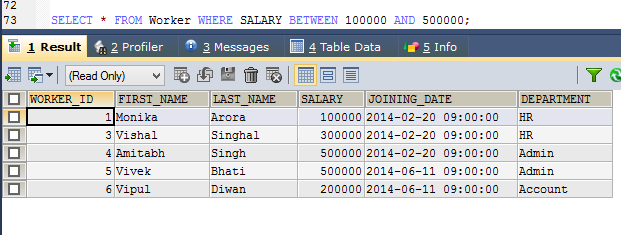 72
73 SELECT * FROM Worker WHERE SALARY BETWEEN 100000 AND 500000;
1 Result 2 Profiler 3 Messages 4 Table Data 5 Info
(Read Only)
WORKER_ID FIRST_NAME LAST_NAME SALARY JOINING_DATE DEPARTMENT
1 Monika Arora 100000 2014-02-20 09:00:00 HR
3 Vishal Singhal 300000 2014-02-20 09:00:00 HR
4 Amitabh Singh 500000 2014-02-20 09:00:00 Admin
5 Vivek Bhati 500000 2014-06-11 09:00:00 Admin
6 Vipul Diwan 200000 2014-06-11 09:00:00 Account